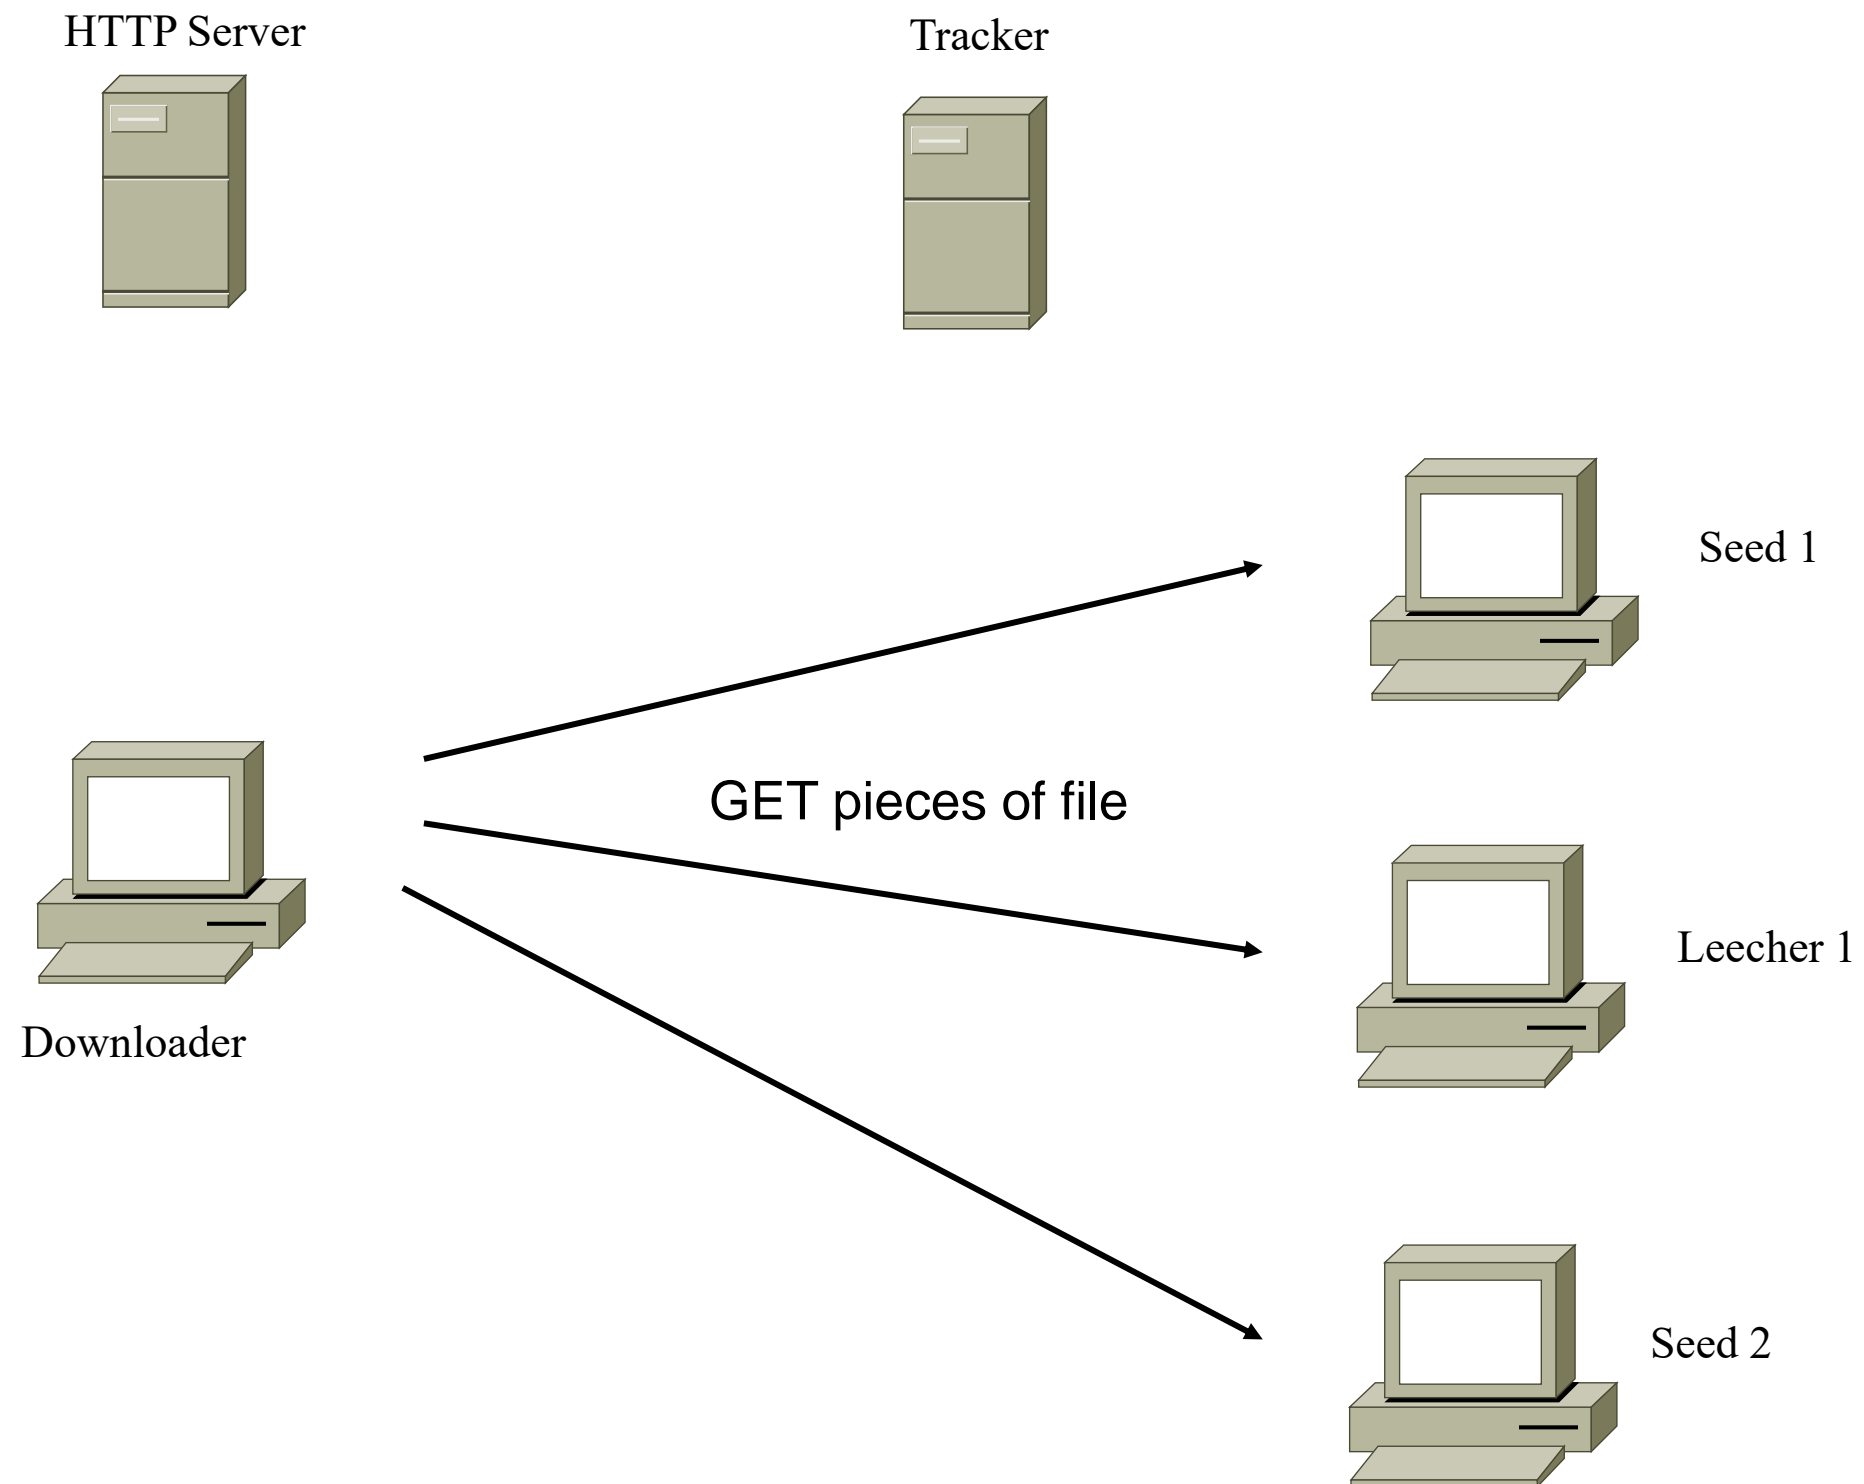 HTTP Server
Tracker
Seed 1
GET pieces of file
Leecher 1
Downloader
Seed 2